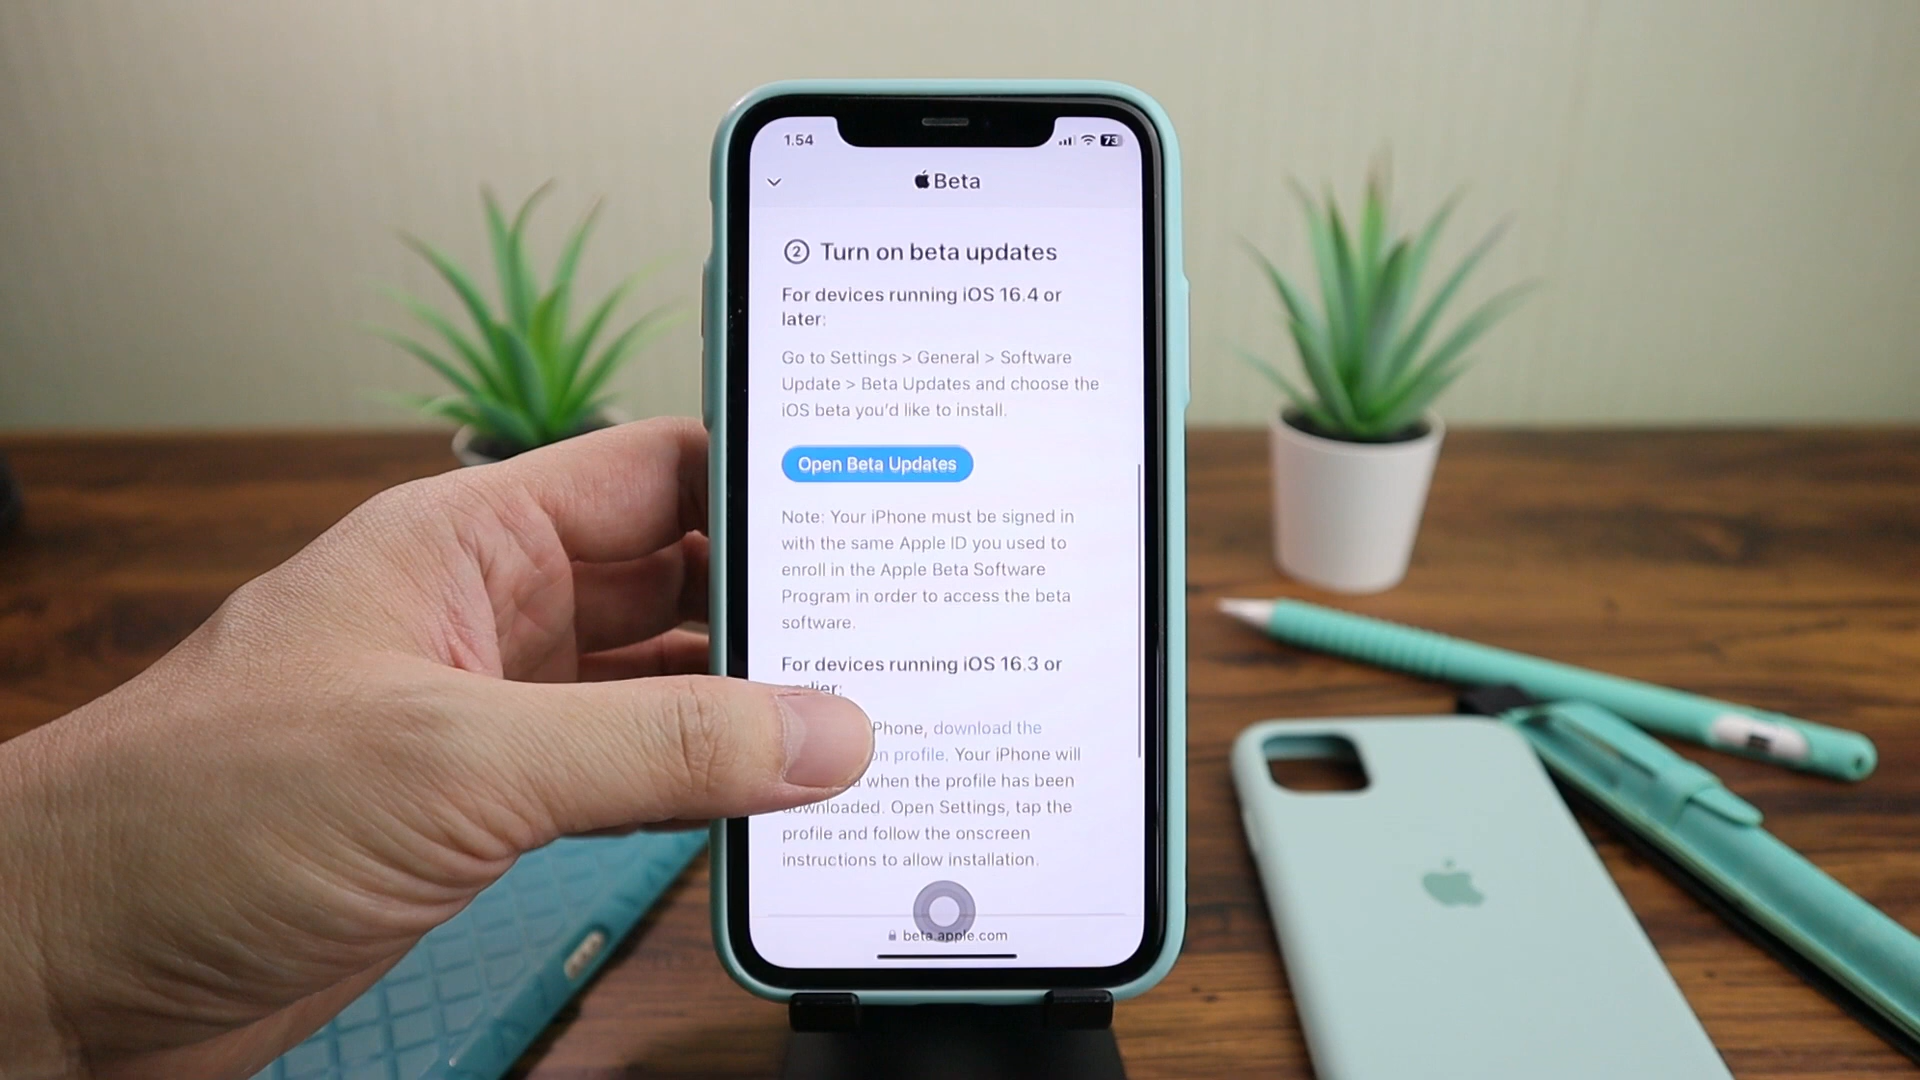 1.54
73
Beta
2 Turn on beta updates
For devices running iOS 16.4 or
later:
Go to Settings > General > Software
Update > Beta Updates and choose the
iOS beta you'd like to install.
Open Beta Updates
Note: Your iPhone must be signed in
with the same Apple ID you used to
enroll in the Apple Beta Software
Program in order to access the beta
software.
For devices running iOS 16.3 or
Phone, download the
profile. Your iPhone will
when the profile has been
downloaded. Open Settings, tap the
profile and follow the onscreen
instructions to allow installation.
beta.apple.com